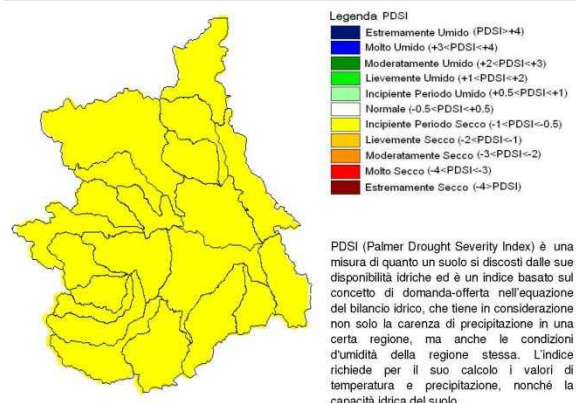 Legenda PDSI
Estremamente Umido (PDSI>+4)
Molto Umido (+3<PDSI<+4)
Moderatamente Umido (+2<PDSI<+3)
Lievemente Umido (+1<PDSI<+2)
Incipiente Periodo Umido (+0.5<PDSI<+1)
Normale (-0.5<PDSI<+0.5)
Incipiente Periodo Secco (-1<PDSI<-0.5)
Lievemente Secco (-2<PDSI<-1)
Moderatamente Secco (-3<PDSI<-2)
Molto Secco (-4<PDSI<-3)
Estremamente Secco (-4>PDSI)
PDSI (Palmer Drought Severity Index) è una
misura di quanto un suolo si discosti dalle sue
disponibilità idriche ed è un indice basato sul
concetto di domanda-offerta nell'equazione
del bilancio idrico, che tiene in considerazione
non solo la carenza di precipitazione in una
certa regione, ma anche le condizioni
d'umidità della regione stessa. L'indice
richiede per il suo calcolo i valori di
temperatura e precipitazione, nonché la
capacità idrica del suolo.